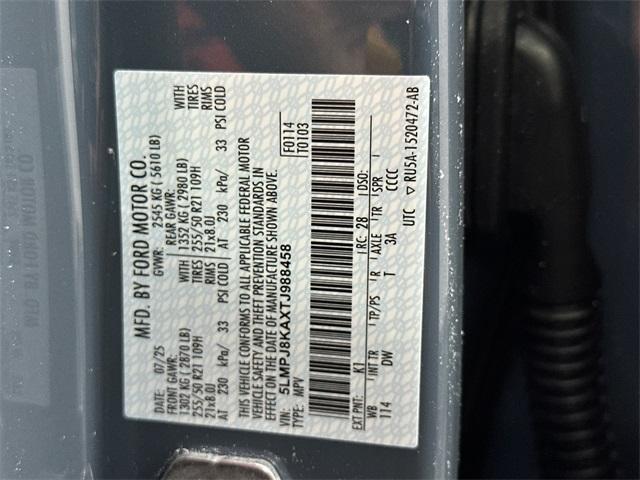 MFD. BY FORD MOTOR CO.
DATE: 07/25 GVWR: 2545 KG ( 5610 LB)
FRONT GAWR: REAR GAWR:
1302 KG ( 2870 LB) WITH 1352 KG ( 2980 LB) WITH
255/50 R21 109H TIRES 255/50 R21 109H TIRES
21x8.0J RIMS 21x8.0J RIMS
AT 230 kPa/ 33 PSI COLD AT 230 kPa/ 33 PSI COLD
THIS VEHICLE CONFORMS TO ALL APPLICABLE FEDERAL MOTOR
VEHICLE SAFETY AND THEFT PREVENTION STANDARDS IN
EFFECT ON THE DATE OF MANUFACTURE SHOWN ABOVE.
VIN: 5LMPJ8KAXTJ988458 F0114
TYPE: MPV T0103
EXT PNT: K1 RC: 28 DSO:
WB INT TR TP/PS R AXLE TR SPR
114 DW T 3A CCCC
UTC ▽ RU5A-1520472-AB